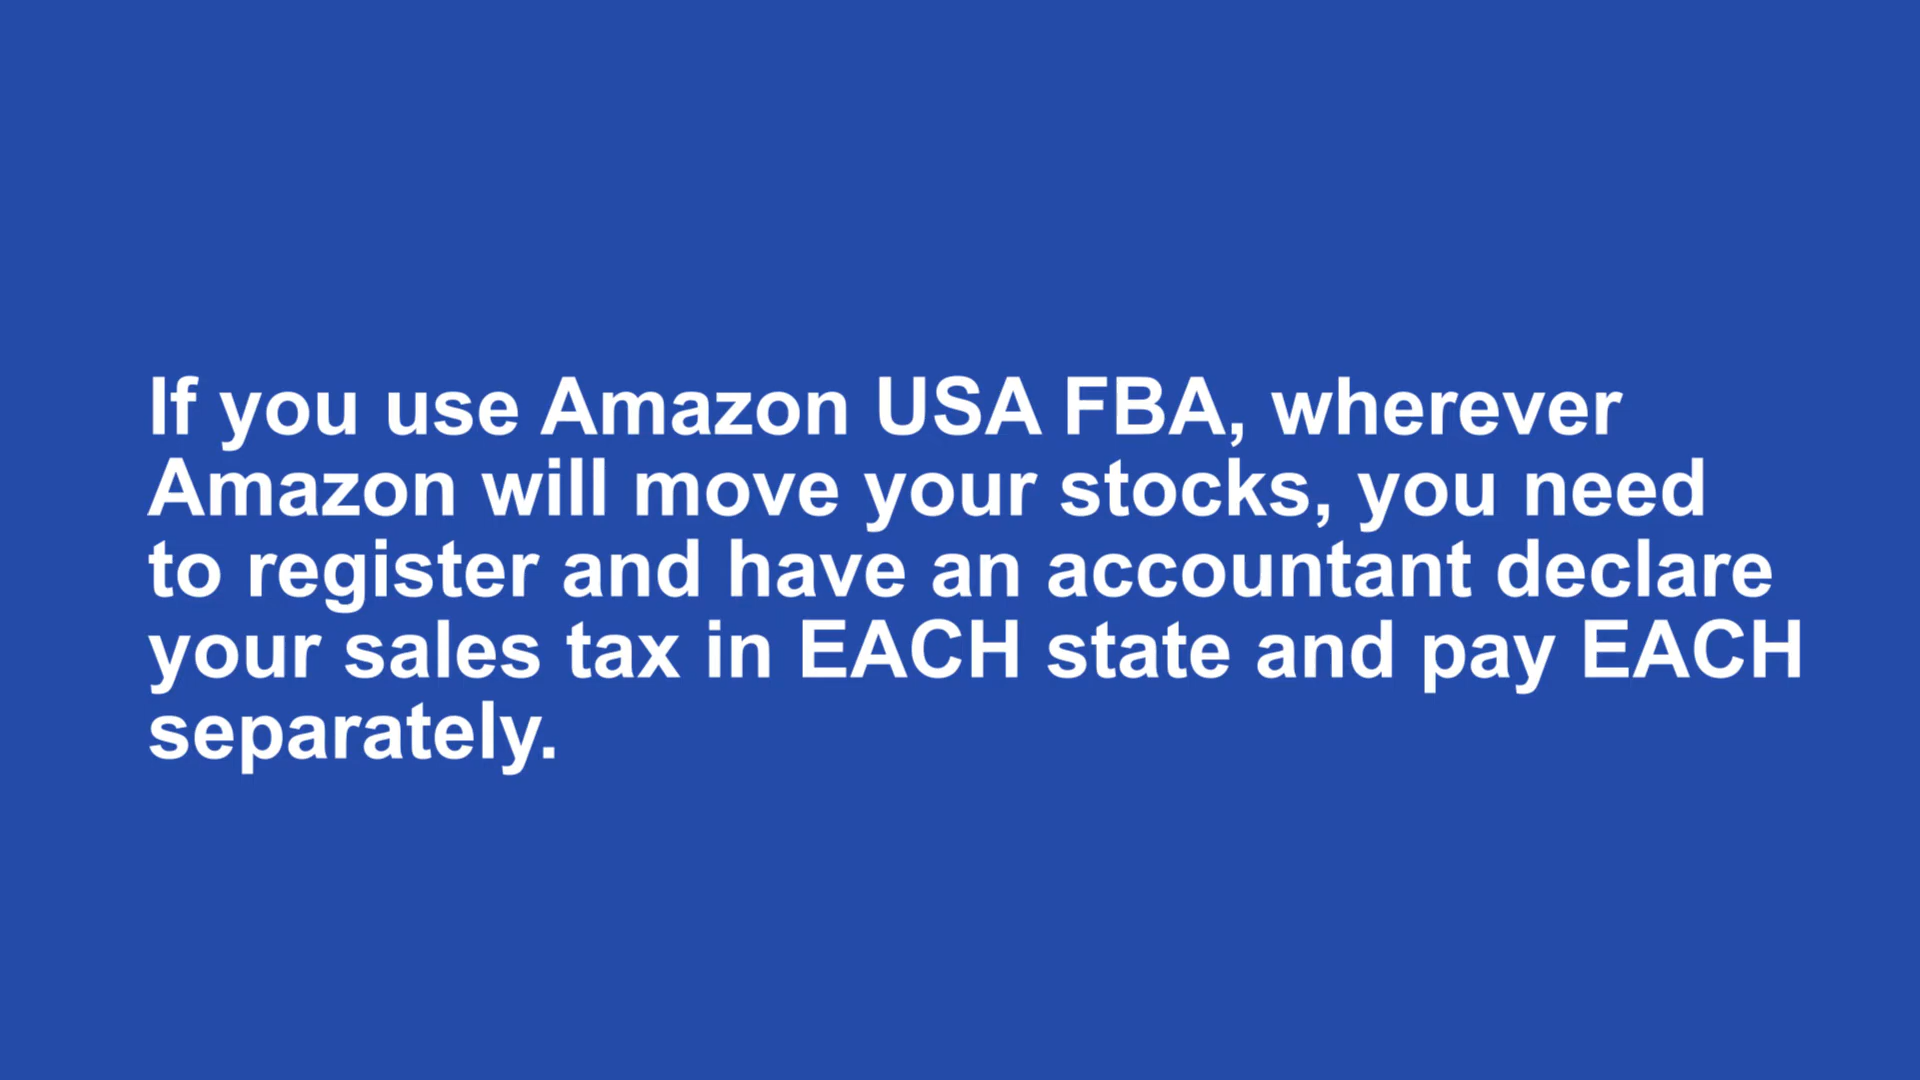 If you use Amazon USA FBA, wherever
Amazon will move your stocks, you need
to register and have an accountant declare
your sales tax in EACH state and pay EACH
separately.